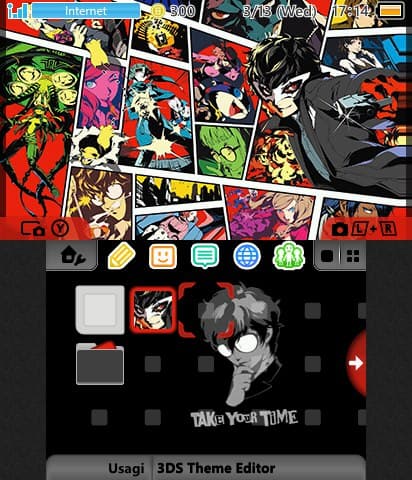 Internet
300
3/13 (Wed)
17:14
Y
L+R
TAKE YOUR TIME
Usagi
3DS Theme Editor